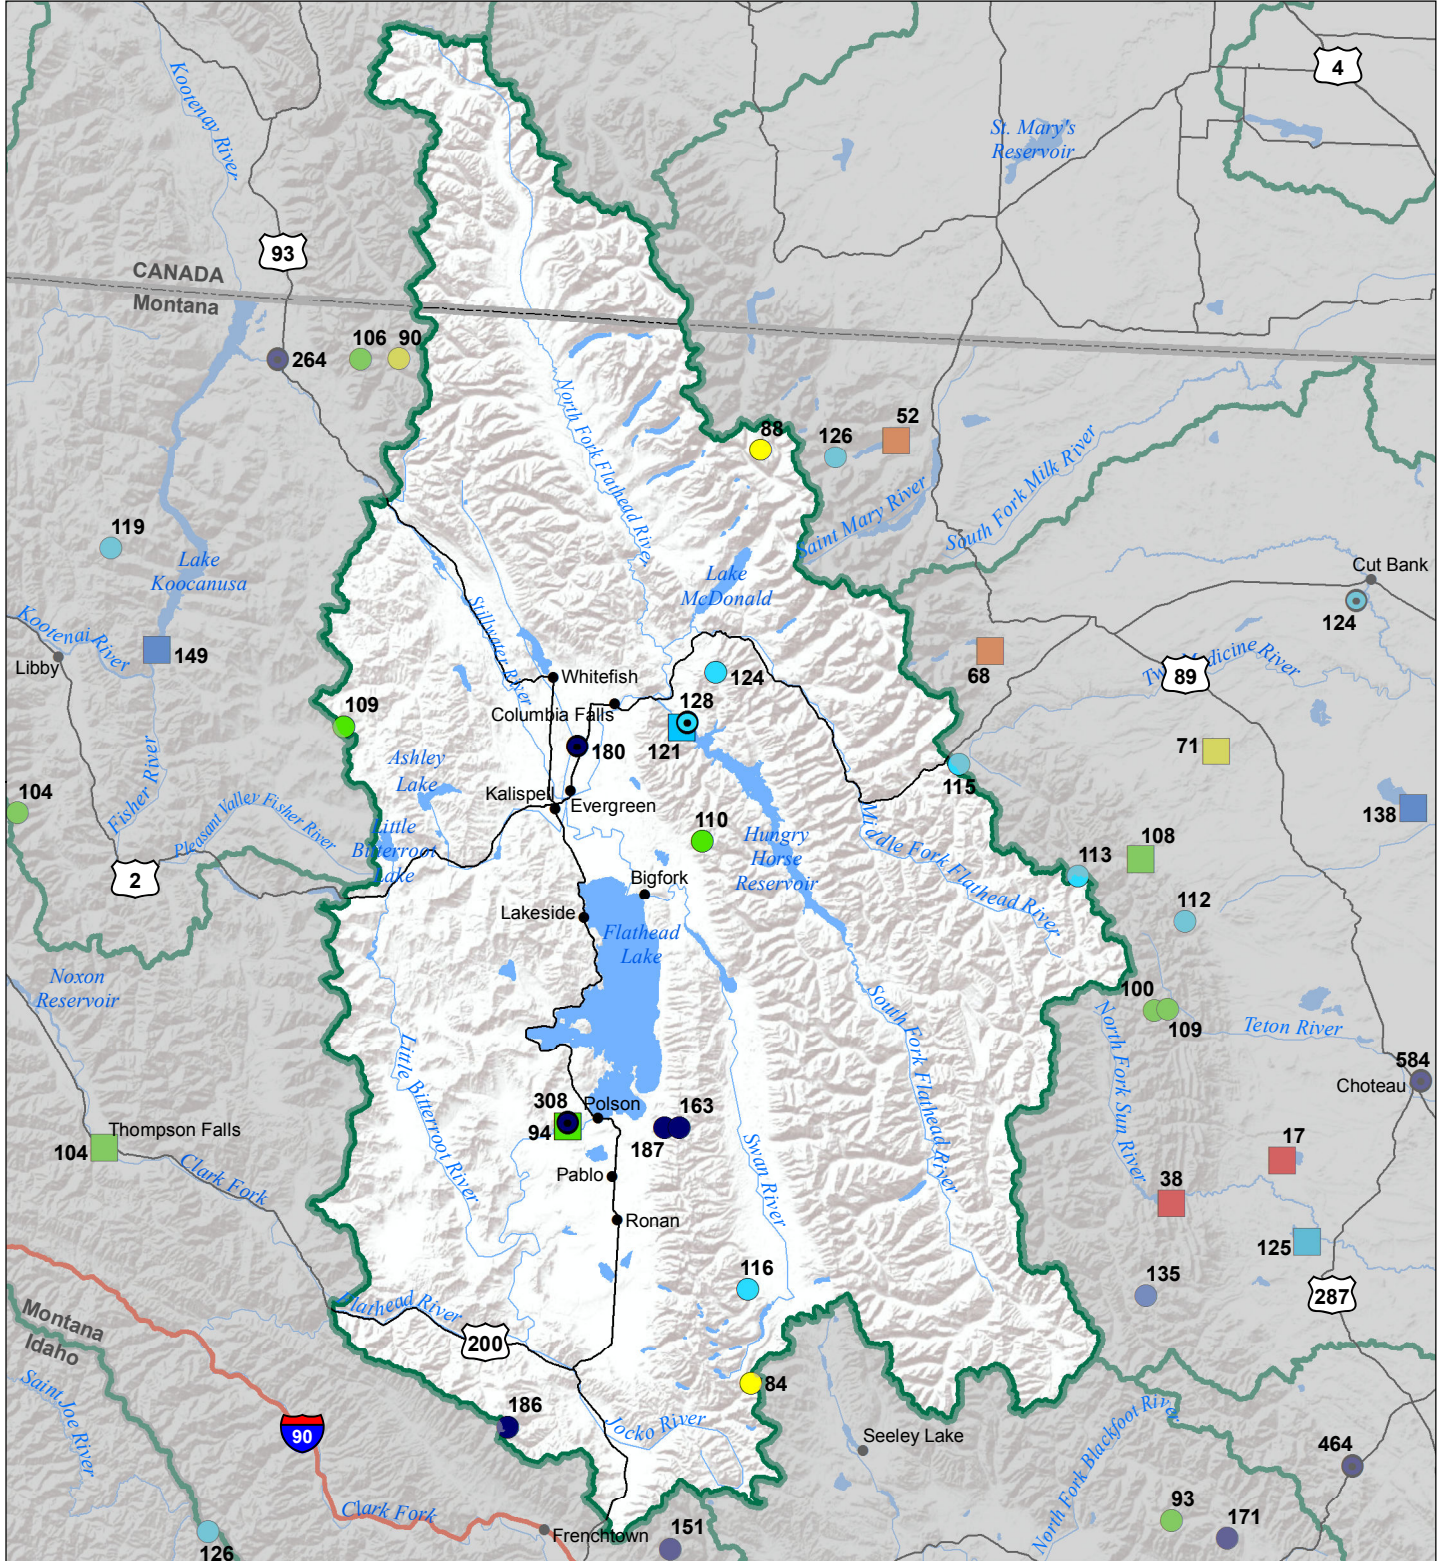 4
Kootenay River
St. Mary's
Reservoir
93
CANADA
Montana
106
90
264
North Fork Flathead River
88
126
52
Saint Mary River
South Fork Milk River
119
Lake
Koocanusa
Lake
McDonald
Cut Bank
124
Kootenai River
Libby
149
Stillwater River
Whitefish
124
68
89
Two Medicine River
109
Columbia Falls
128
121
180
71
Ashley
Lake
115
104
Fisher River
Pleasant Valley Fisher River
Kalispell
Evergreen
138
Little
Bitterroot
Lake
110
Hungry
Horse
Reservoir
Middle Fork Flathead River
108
113
2
Bigfork
112
Lakeside
Flathead
Lake
Noxon
Reservoir
South Fork Flathead River
100
109
North Fork Sun River
Teton River
Little Bitterroot River
584
Choteau
308
94
Polson
163
187
Thompson Falls
104
Swan River
17
Clark Fork
Pablo
38
Ronan
125
116
135
287
Montana
Idaho
Flathead River
200
Saint Joe River
84
186
Jocko River
90
Seeley Lake
North Fork Blackfoot River
464
93
171
Clark Fork
Frenchtown
151
126